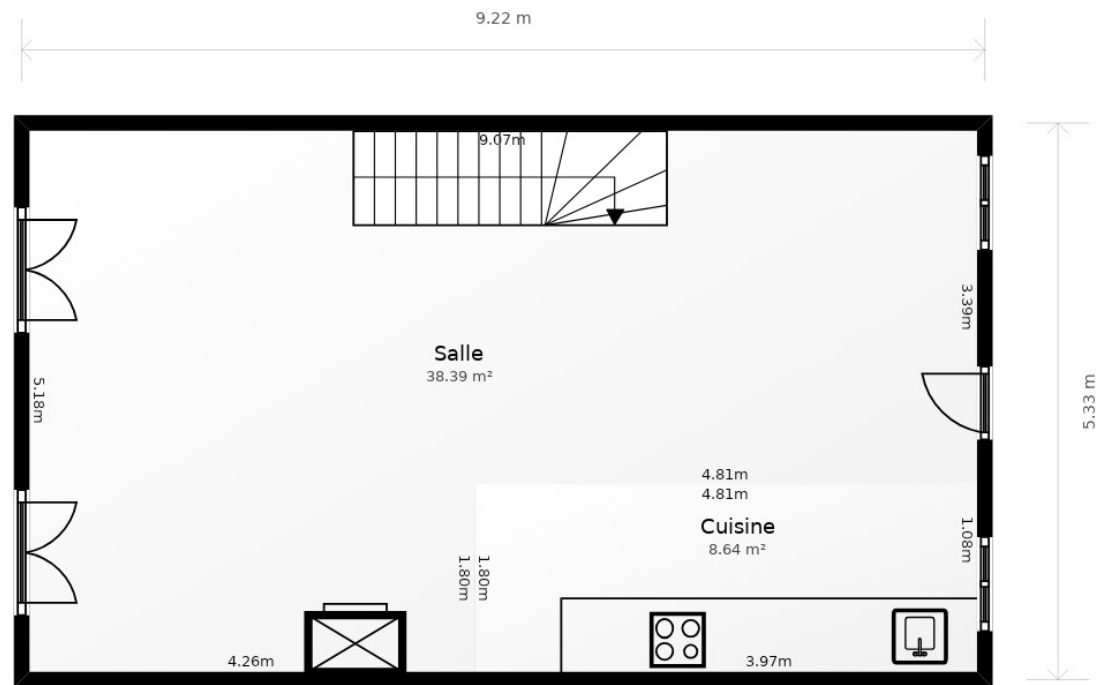 9.22 m
9.07m
3.39m
Salle
38.39 m²
5.18m
5.33 m
4.81m
4.81m
Cuisine
8.64 m²
1.08m
1.80m
1.80m
4.26m
3.97m